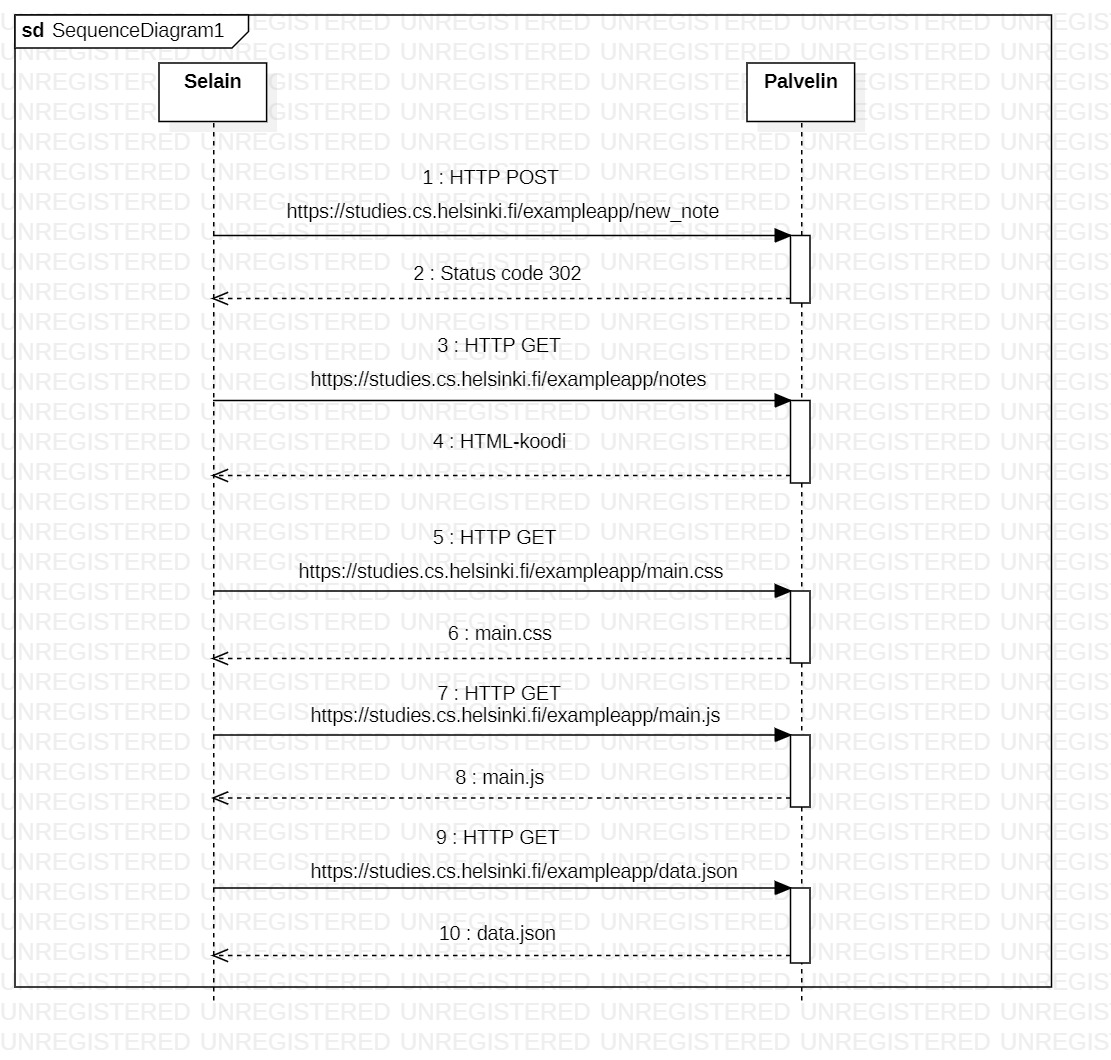 sd SequenceDiagram1
Selain
Palvelin
1 : HTTP POST
https://studies.cs.helsinki.fi/exampleapp/new_note
2 : Status code 302
3 : HTTP GET
https://studies.cs.helsinki.fi/exampleapp/notes
4 : HTML-koodi
5 : HTTP GET
https://studies.cs.helsinki.fi/exampleapp/main.css
6 : main.css
7 : HTTP GET
https://studies.cs.helsinki.fi/exampleapp/main.js
8 : main.js
9 : HTTP GET
https://studies.cs.helsinki.fi/exampleapp/data.json
10 : data.json
UNREGISTERED UNREGISTERED UNREGISTERED UNREGISTERED UNREGISTERED UNREGIS